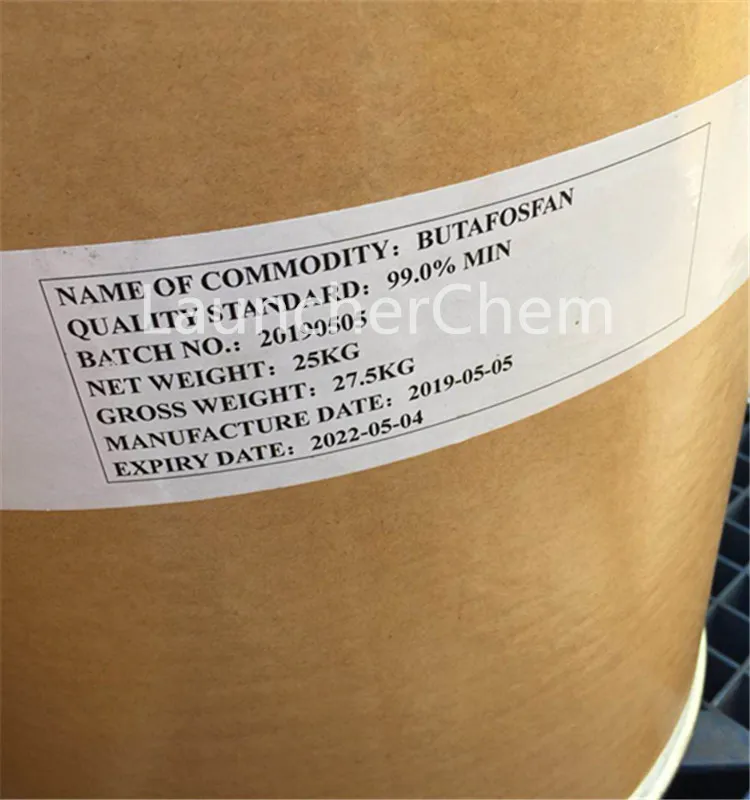 NAME OF COMMODITY: BUTAFOSFAN
QUALITY STANDARD: 99.0% MIN
BATCH NO.: 20190505
NET WEIGHT: 25KG
GROSS WEIGHT: 27.5KG
MANUFACTURE DATE: 2019-05-05
EXPIRY DATE: 2022-05-04
LauncherChem